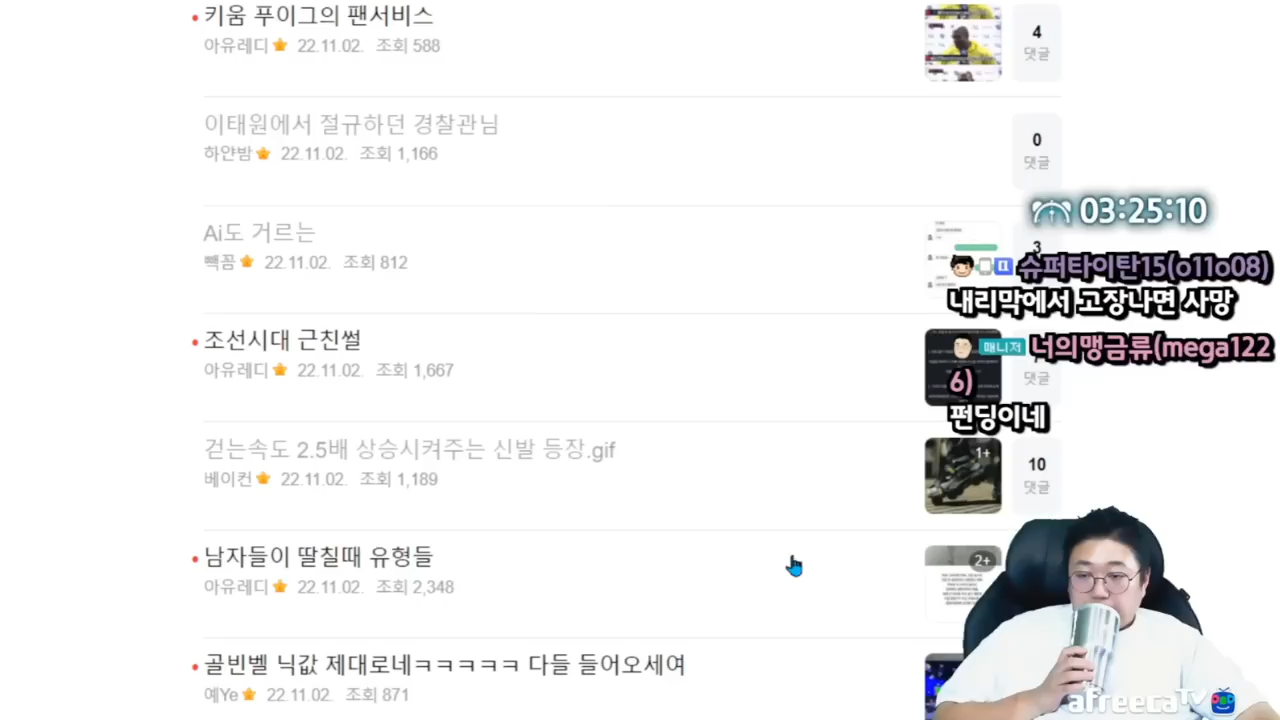 키움 푸이그의 팬서비스
아유레디 22.11.02. 조회 588
4
댓글
이태원에서 절규하던 경찰관님
하얀밤 22.11.02. 조회 1,166
0
댓글
03:25:10
Ai도 거르는
빽꼼 22.11.02. 조회 812
3
슈퍼타이탄15(o11o08)
내리막에서 고장나면 사망
조선시대 근친썰
아유레디 22.11.02. 조회 1,667
댓글
매니저 너의맹금류(mega122
6)
펀딩이네
걷는속도 2.5배 상승시켜주는 신발 등장.gif
베이컨 22.11.02. 조회 1,189
1+
10
댓글
남자들이 딸칠때 유형들
아유레디 22.11.02. 조회 2,348
2+
골빈벨 닉값 제대로네ㅋㅋㅋㅋㅋ 다들 들어오세여
예Ye 22.11.02. 조회 871
afreecaTV